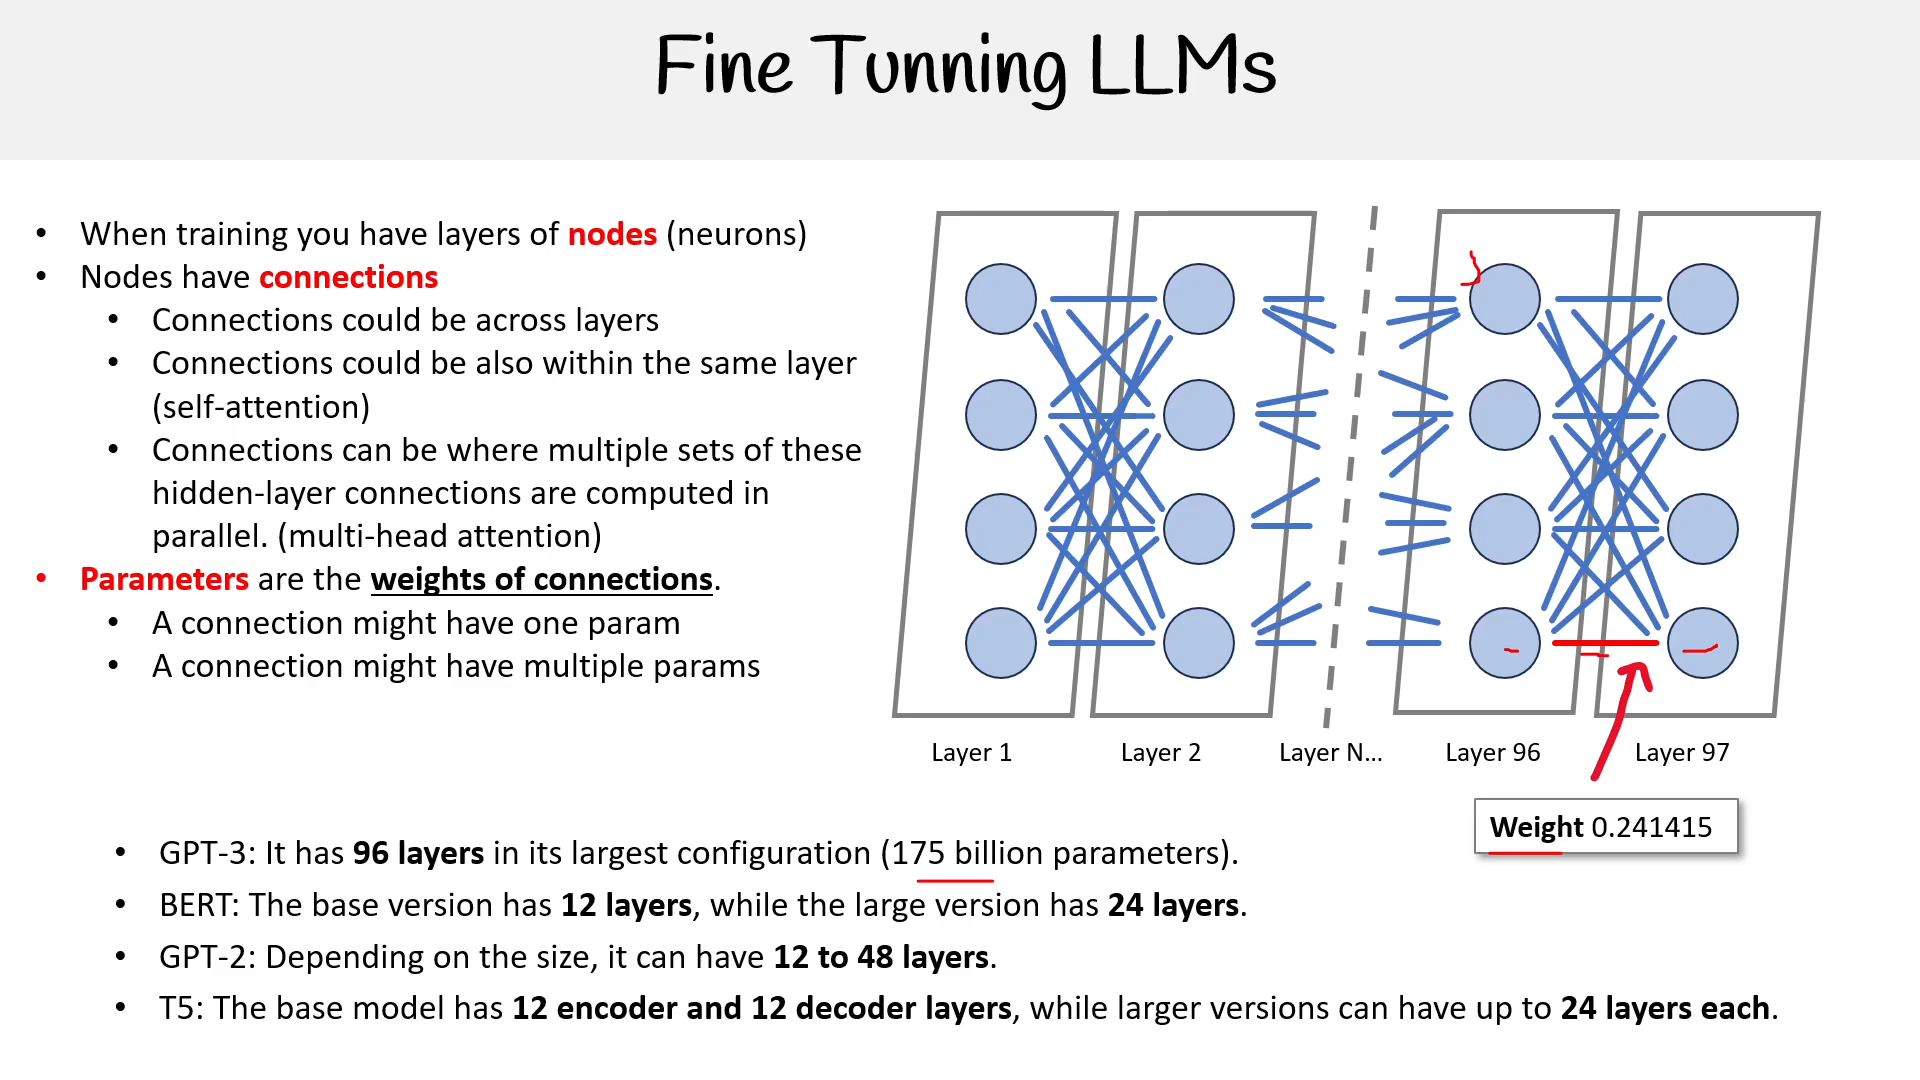 Fine Tunning LLMs
• When training you have layers of nodes (neurons)
• Nodes have connections
• Connections could be across layers
• Connections could be also within the same layer
(self-attention)
• Connections can be where multiple sets of these
hidden-layer connections are computed in
parallel. (multi-head attention)
• Parameters are the weights of connections.
• A connection might have one param
• A connection might have multiple params
Layer 1
Layer 2
Layer N...
Layer 96
Layer 97
Weight 0.241415
• GPT-3: It has 96 layers in its largest configuration (175 billion parameters).
• BERT: The base version has 12 layers, while the large version has 24 layers.
• GPT-2: Depending on the size, it can have 12 to 48 layers.
• T5: The base model has 12 encoder and 12 decoder layers, while larger versions can have up to 24 layers each.